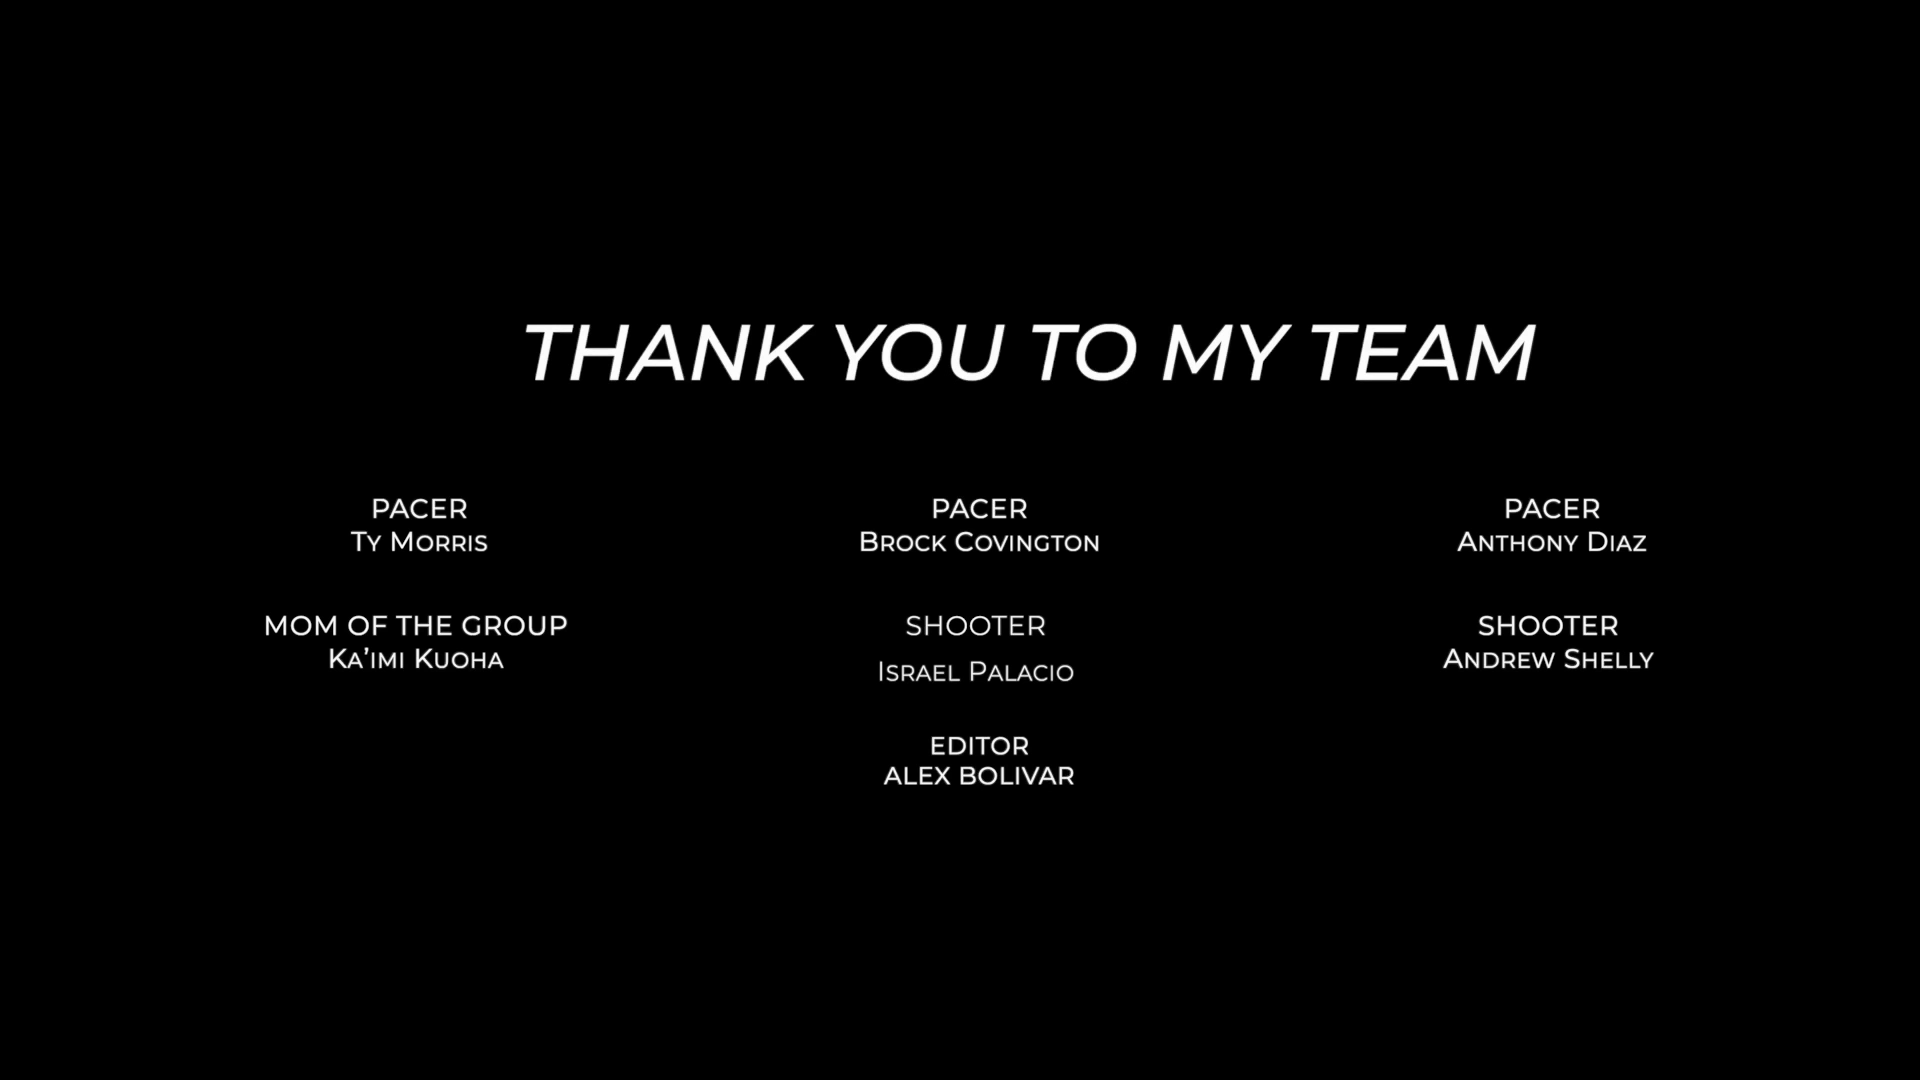 THANK YOU TO MY TEAM
PACER
Ty Morris
PACER
Brock Covington
PACER
Anthony Diaz
MOM OF THE GROUP
Ka’imi Kuoha
SHOOTER
Israel Palacio
SHOOTER
Andrew Shelly
EDITOR
ALEX BOLIVAR